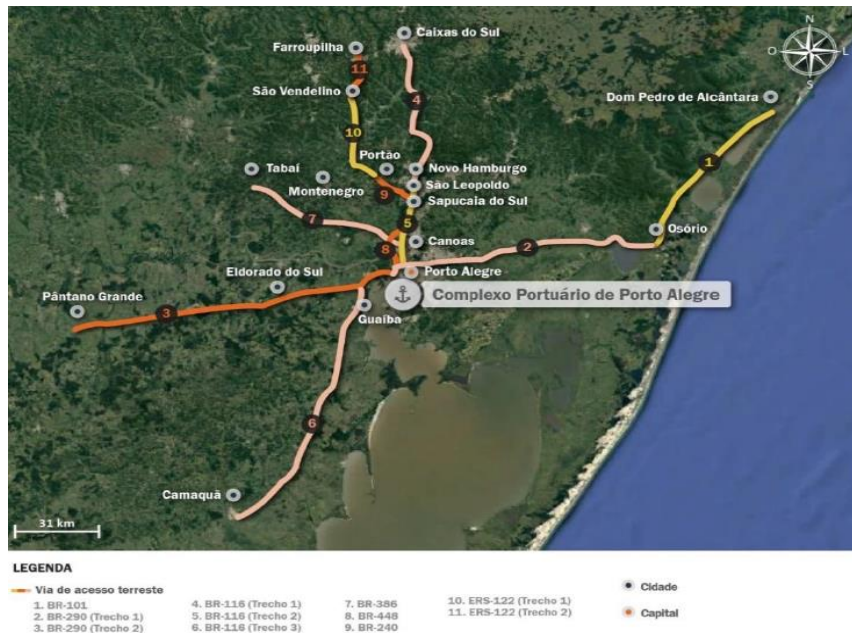 N
O
L
S
Farroupilha
Caixas do Sul
11
São Vendelino
4
Dom Pedro de Alcântara
10
1
Tabaí
Portão
Novo Hamburgo
Montenegro
9
São Leopoldo
Sapucaia do Sul
7
5
Osório
8
Canoas
2
Eldorado do Sul
Porto Alegre
Pântano Grande
Complexo Portuário de Porto Alegre
3
Guaíba
6
Camaquã
31 km
LEGENDA
Via de acesso terreste
1. BR-101
2. BR-290 (Trecho 1)
3. BR-290 (Trecho 2)
4. BR-116 (Trecho 1)
5. BR-116 (Trecho 2)
6. BR-116 (Trecho 3)
7. BR-386
8. BR-448
9. BR-240
10. ERS-122 (Trecho 1)
11. ERS-122 (Trecho 2)
Cidade
Capital